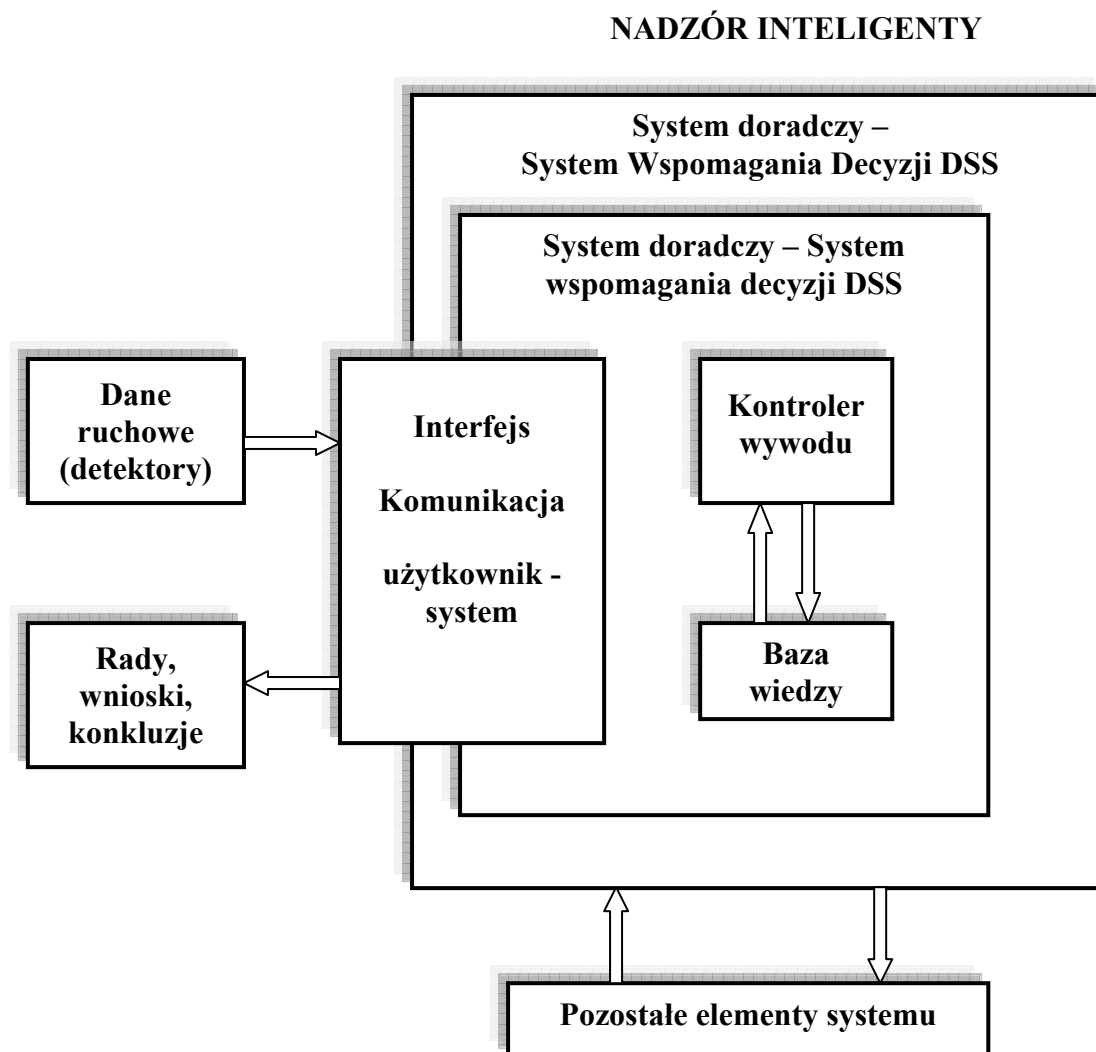 NADZÓR INTELIGENTY
System doradczy –
System Wspomagania Decyzji DSS
System doradczy – System
wspomagania decyzji DSS
Dane
ruchowe
(detektory)
Interfejs
Komunikacja
użytkownik -
system
Kontroler
wywodu
Rady,
wnioski,
konkluzje
Baza
wiedzy
Pozostałe elementy systemu